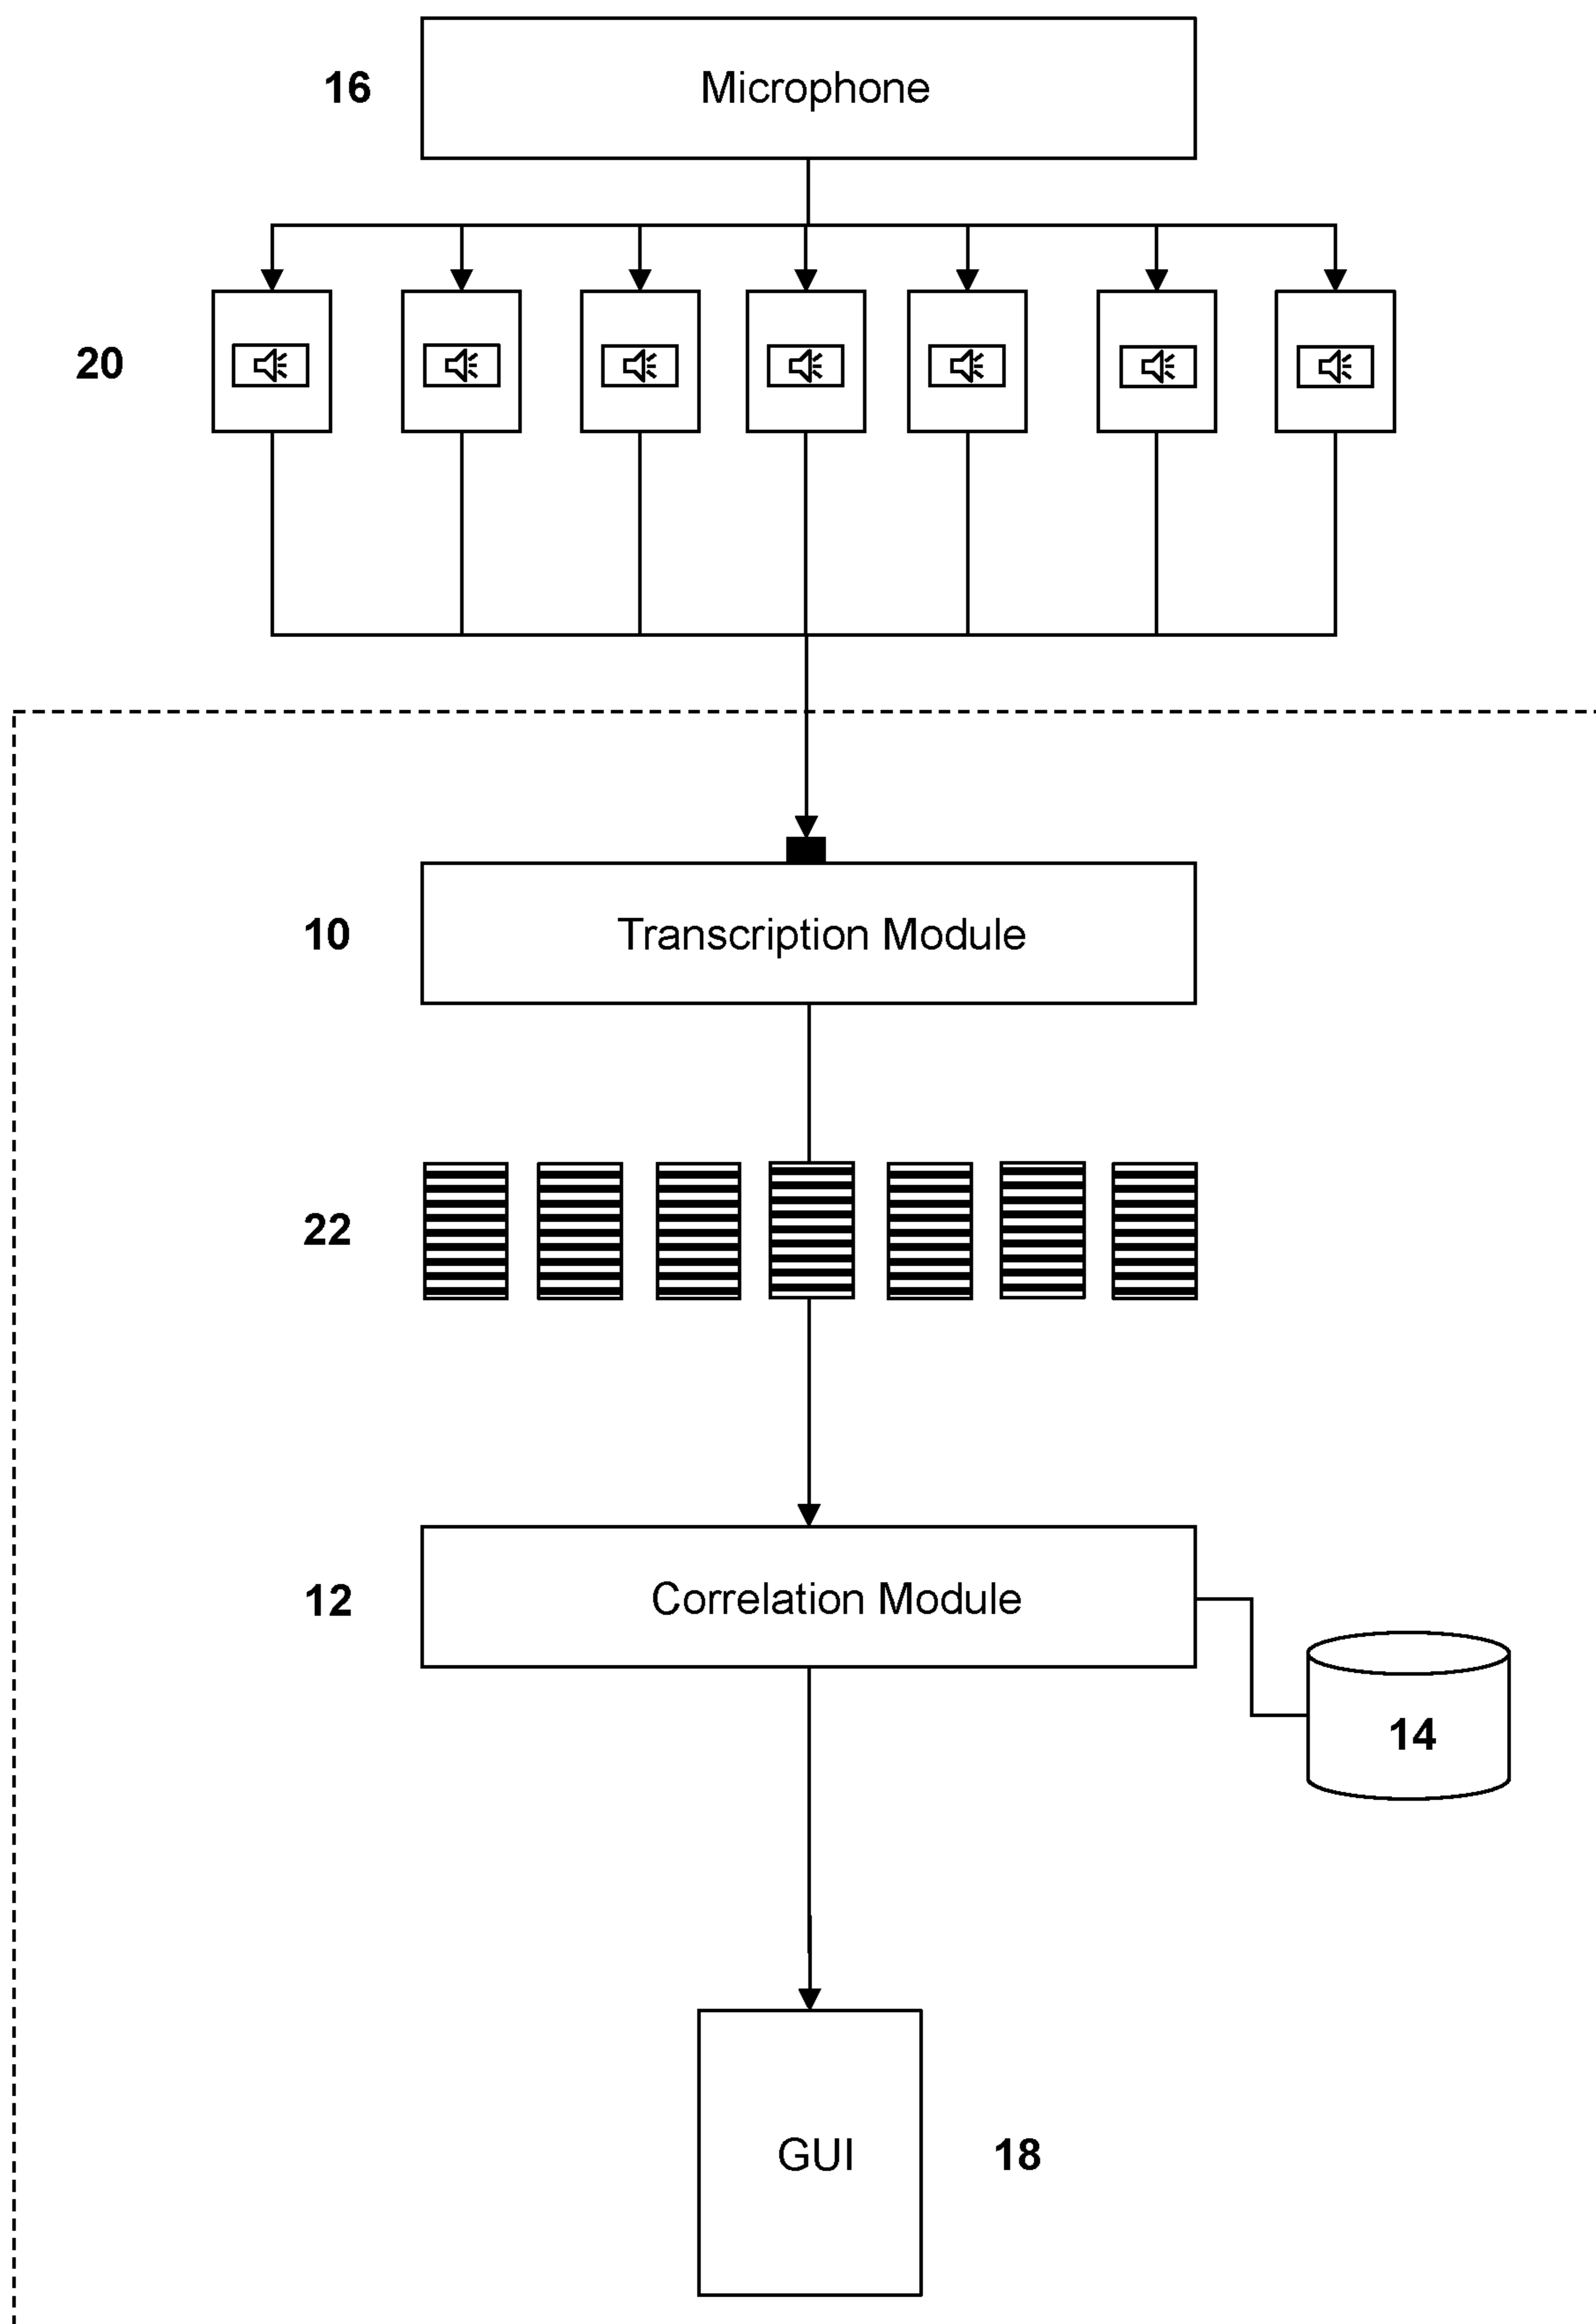 16 Microphone
20
10 Transcription Module
22
12 Correlation Module
14
GUI 18